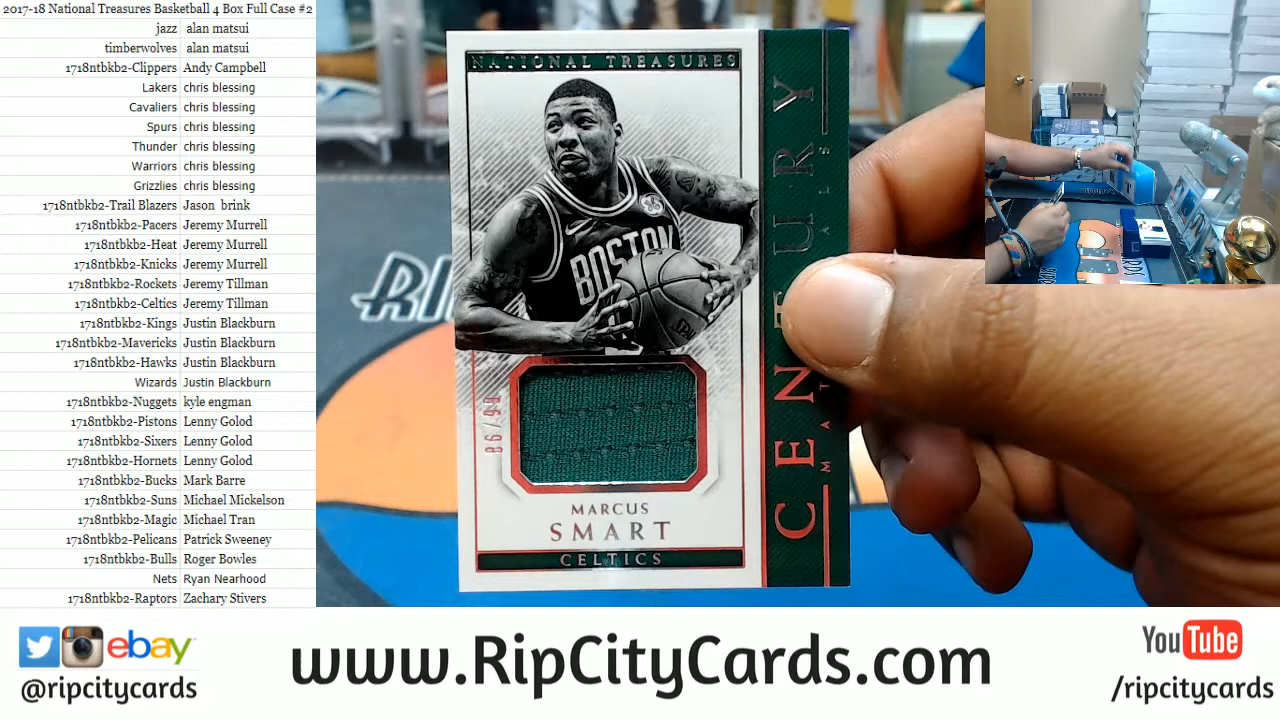 2017-18 National Treasures Basketball 4 Box Full Case #2
jazz alan matsui
timberwolves alan matsui
1718ntbkb2-Clippers Andy Campbell
Lakers chris blessing
Cavaliers chris blessing
Spurs chris blessing
Thunder chris blessing
Warriors chris blessing
Grizzlies chris blessing
1718ntbkb2-Trail Blazers Jason brink
1718ntbkb2-Pacers Jeremy Murrell
1718ntbkb2-Heat Jeremy Murrell
1718ntbkb2-Knicks Jeremy Murrell
1718ntbkb2-Rockets Jeremy Tillman
1718ntbkb2-Celtics Jeremy Tillman
1718ntbkb2-Kings Justin Blackburn
1718ntbkb2-Mavericks Justin Blackburn
1718ntbkb2-Hawks Justin Blackburn
Wizards Justin Blackburn
1718ntbkb2-Nuggets kyle engman
1718ntbkb2-Pistons Lenny Golod
1718ntbkb2-Sixers Lenny Golod
1718ntbkb2-Hornets Lenny Golod
1718ntbkb2-Bucks Mark Barre
1718ntbkb2-Suns Michael Mickelson
1718ntbkb2-Magic Michael Tran
1718ntbkb2-Pelicans Patrick Sweeney
1718ntbkb2-Bulls Roger Bowles
Nets Ryan Nearhood
1718ntbkb2-Raptors Zachary Stivers
NATIONAL TREASURES
BOSTON
MARCUS
SMART
CELTICS
CENTURY
ebay
@ripcitycards
www.RipCityCards.com
YouTube
/ripcitycards